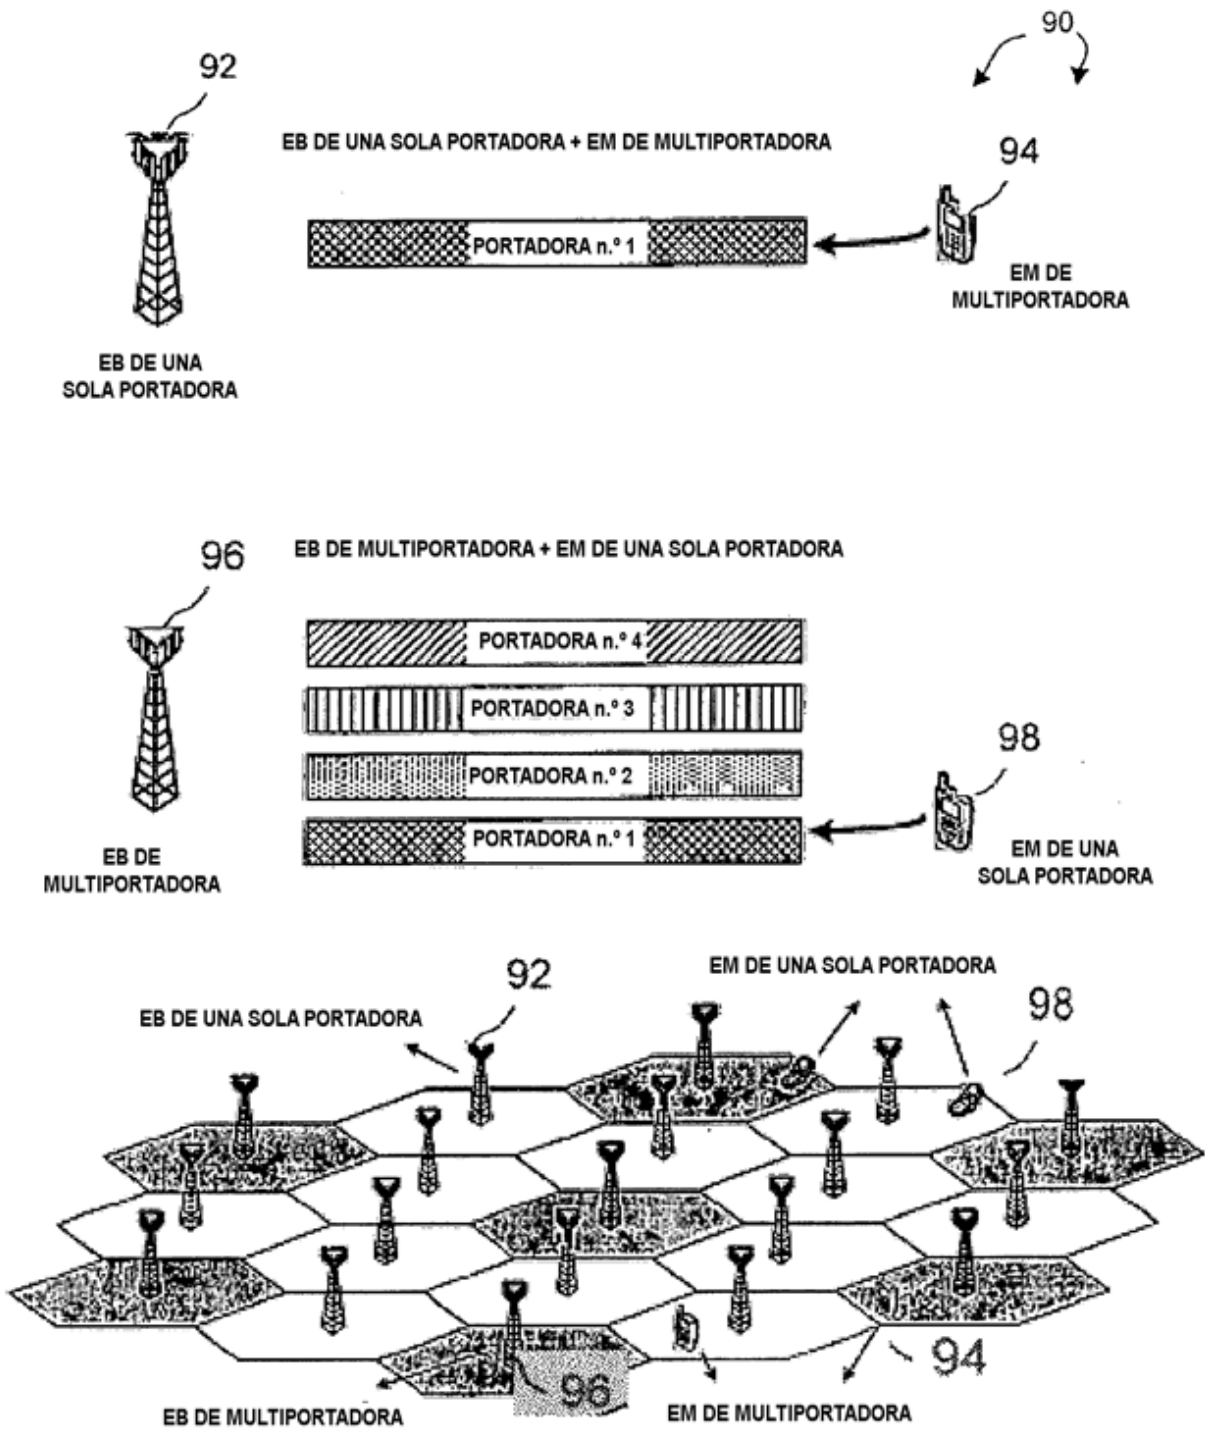 90
92
EB DE UNA SOLA PORTADORA + EM DE MULTIPORTADORA
94
PORTADORA n.º 1
EM DE
MULTIPORTADORA
EB DE UNA
SOLA PORTADORA
96
EB DE MULTIPORTADORA + EM DE UNA SOLA PORTADORA
PORTADORA n.º 4
PORTADORA n.º 3
98
PORTADORA n.º 2
PORTADORA n.º 1
EB DE
MULTIPORTADORA
EM DE UNA
SOLA PORTADORA
92
EM DE UNA SOLA PORTADORA
EB DE UNA SOLA PORTADORA
98
94
96
EB DE MULTIPORTADORA
EM DE MULTIPORTADORA